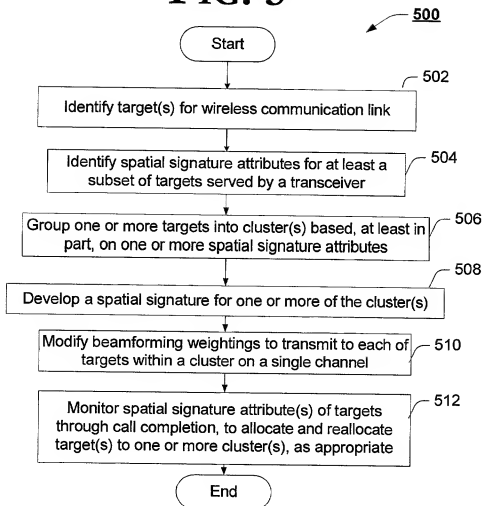 500
Start
502
Identify target(s) for wireless communication link
504
Identify spatial signature attributes for at least a
subset of targets served by a transceiver
506
Group one or more targets into cluster(s) based, at least in
part, on one or more spatial signature attributes
508
Develop a spatial signature for one or more of the cluster(s)
Modify beamforming weightings to transmit to each of
targets within a cluster on a single channel
510
Monitor spatial signature attribute(s) of targets
through call completion, to allocate and reallocate
target(s) to one or more cluster(s), as appropriate
512
End